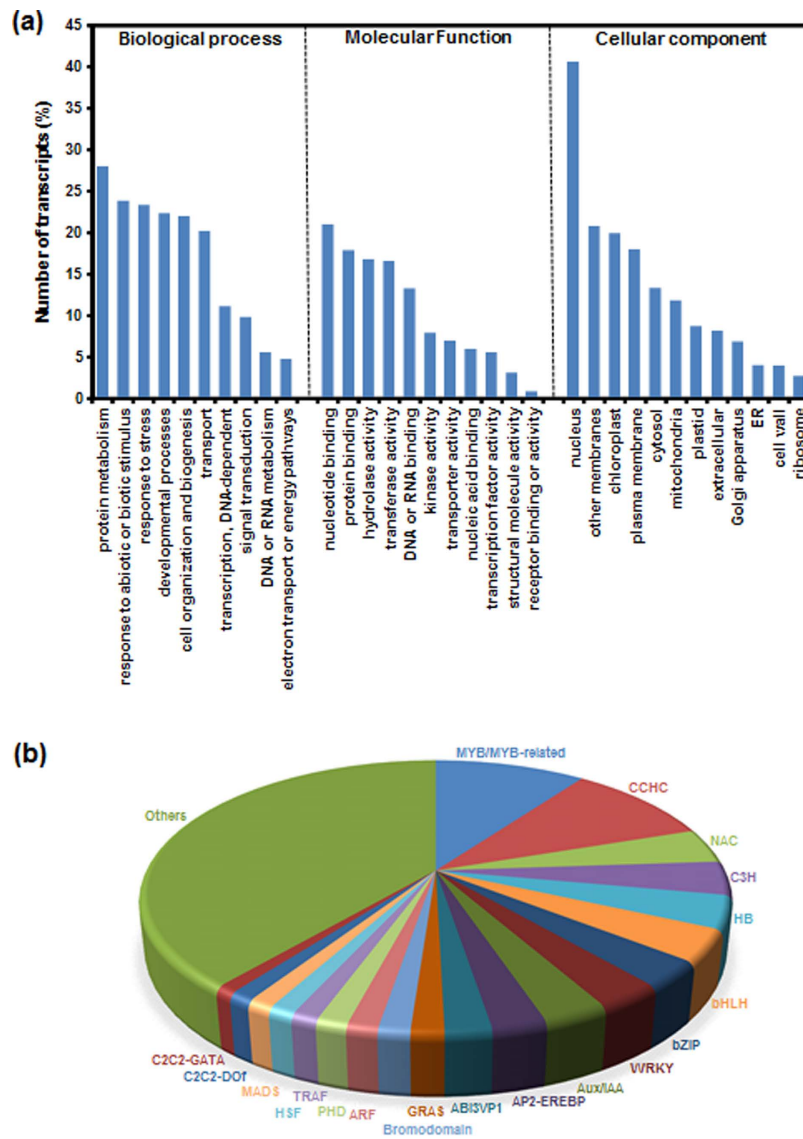 (a)
Biological process
Molecular Function
Cellular component
Number of transcripts (%)
45
40
35
30
25
20
15
10
5
0
protein metabolism
response to abiotic or biotic stimulus
response to stress
developmental processes
cell organization and biogenesis
transport
transcription, DNA-dependent
signal transduction
DNA or RNA metabolism
electron transport or energy pathways
nucleotide binding
protein binding
hydrolase activity
transferase activity
DNA or RNA binding
kinase activity
transporter activity
nucleic acid binding
transcription factor activity
structural molecule activity
receptor binding or activity
nucleus
other membranes
chloroplast
plasma membrane
cytosol
mitochondria
plastid
extracellular
Golgi apparatus
ER
cell wall
ribosome
(b)
MYB/MYB-related
CCHC
NAC
C3H
HB
bHLH
bZIP
WRKY
Aux/IAA
AP2-EREBP
ABI3VP1
GRAS
Bromodomain
ARF
PHD
HSF
TRAF
MADS
C2C2-DOf
C2C2-GATA
Others